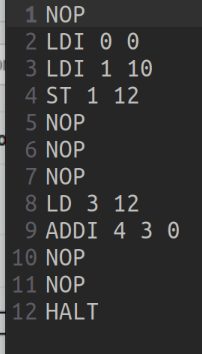 1 NOP
2 LDI 0 0
3 LDI 1 10
4 ST 1 12
5 NOP
6 NOP
7 NOP
8 LD 3 12
9 ADDI 4 3 0
10 NOP
11 NOP
12 HALT